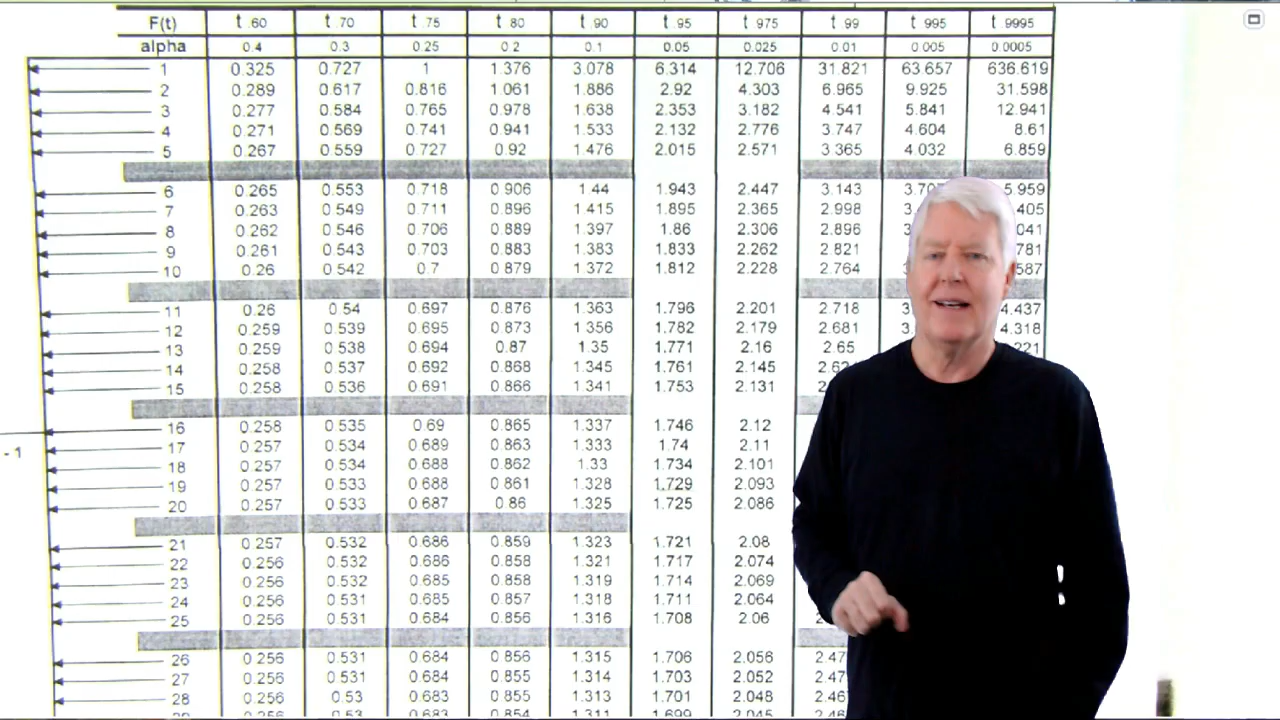 F(t) t .60 t .70 t .75 t .80 t .90 t .95 t 975 t .99 t 995 t .9995
alpha 0.4 0.3 0.25 0.2 0.1 0.05 0.025 0.01 0.005 0.0005
1 0.325 0.727 1 1.376 3.078 6.314 12.706 31.821 63.657 636.619
2 0.289 0.617 0.816 1.061 1.886 2.92 4.303 6.965 9.925 31.598
3 0.277 0.584 0.765 0.978 1.638 2.353 3.182 4.541 5.841 12.941
4 0.271 0.569 0.741 0.941 1.533 2.132 2.776 3.747 4.604 8.61
5 0.267 0.559 0.727 0.92 1.476 2.015 2.571 3.365 4.032 6.859
6 0.265 0.553 0.718 0.906 1.44 1.943 2.447 3.143 5.959
7 0.263 0.549 0.711 0.896 1.415 1.895 2.365 2.998 405
8 0.262 0.546 0.706 0.889 1.397 1.86 2.306 2.896 041
9 0.261 0.543 0.703 0.883 1.383 1.833 2.262 2.821 781
10 0.26 0.542 0.7 0.879 1.372 1.812 2.228 2.764 587
11 0.26 0.54 0.697 0.876 1.363 1.796 2.201 2.718 4.437
12 0.259 0.539 0.695 0.873 1.356 1.782 2.179 2.681 4.318
13 0.259 0.538 0.694 0.87 1.35 1.771 2.16 2.65 221
14 0.258 0.537 0.692 0.868 1.345 1.761 2.145
15 0.258 0.536 0.691 0.866 1.341 1.753 2.131
16 0.258 0.535 0.69 0.865 1.337 1.746 2.12
- 1 17 0.257 0.534 0.689 0.863 1.333 1.74 2.11
18 0.257 0.534 0.688 0.862 1.33 1.734 2.101
19 0.257 0.533 0.688 0.861 1.328 1.729 2.093
20 0.257 0.533 0.687 0.86 1.325 1.725 2.086
21 0.257 0.532 0.686 0.859 1.323 1.721 2.08
22 0.256 0.532 0.686 0.858 1.321 1.717 2.074
23 0.256 0.532 0.685 0.858 1.319 1.714 2.069
24 0.256 0.531 0.685 0.857 1.318 1.711 2.064
25 0.256 0.531 0.684 0.856 1.316 1.708 2.06
26 0.256 0.531 0.684 0.856 1.315 1.706 2.056 2.47
27 0.256 0.531 0.684 0.855 1.314 1.703 2.052 2.47
28 0.256 0.53 0.683 0.855 1.313 1.701 2.048 2.46